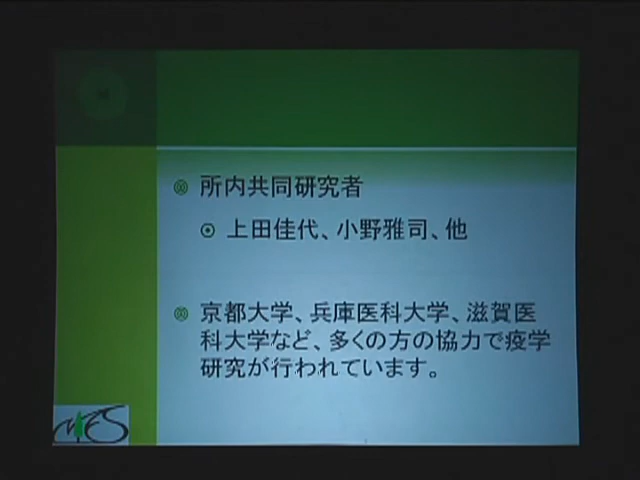 所内共同研究者
上田佳代、小野雅司、他
京都大学、兵庫医科大学、滋賀医
科大学など、多くの方の協力で疫学
研究が行われています。
NIES